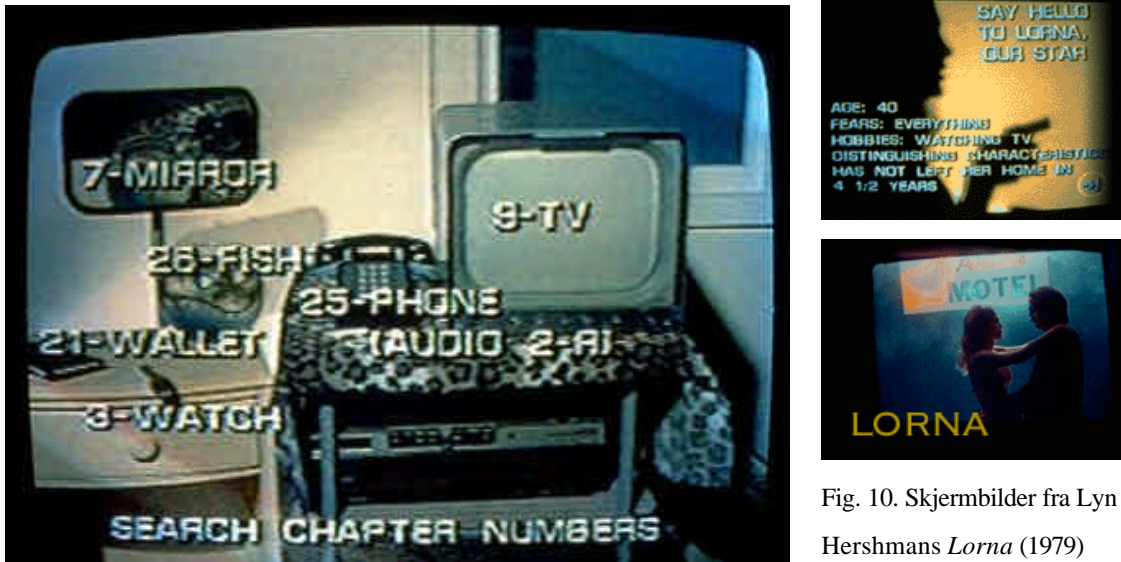 7-MIRROR
9-TV
26-FISH
25-PHONE
21-WALLET
(AUDIO 2-R)
3-WATCH
SEARCH CHAPTER NUMBERS
SAY HELLO
TO LORNA,
OUR STAR
AGE: 40
FEARS: EVERYTHING
HOBBIES: WATCHING TV
DISTINGUISHING CHARACTERISTICS
HAS NOT LEFT HER HOME IN
4 1:2 YEARS
MOTEL
LORNA
Fig. 10. Skjermbilder fra Lyn
Hershmans Lorna (1979)